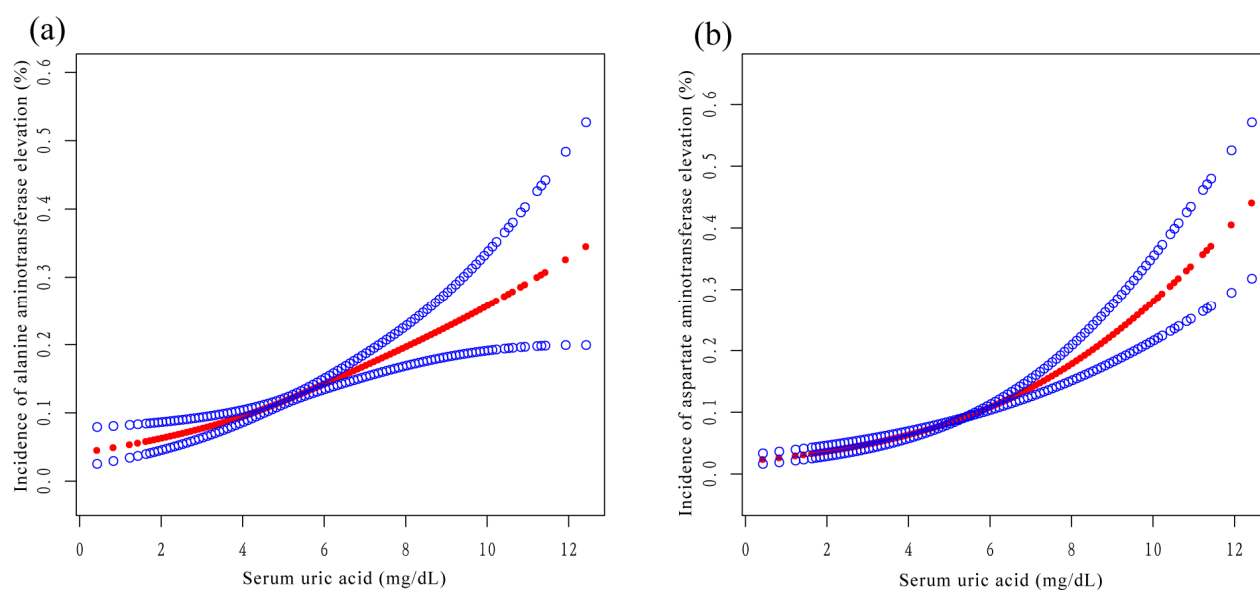 (a)
Incidence of alanine aminotransferase elevation (%)
0.6
0.5
0.4
0.3
0.2
0.1
0.0
0 2 4 6 8 10 12
Serum uric acid (mg/dL)
(b)
Incidence of aspartate aminotransferase elevation (%)
0.6
0.5
0.4
0.3
0.2
0.1
0.0
0 2 4 6 8 10 12
Serum uric acid (mg/dL)